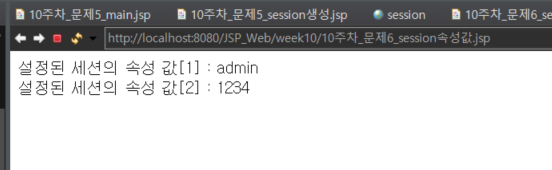 10주차_문제5_main.jsp
10주차_문제5_session생성.jsp
session
10주차_문제6_se
http://localhost:8080/JSP_Web/week10/10주차_문제6_session속성값.jsp
설정된 세션의 속성 값[1] : admin
설정된 세션의 속성 값[2] : 1234